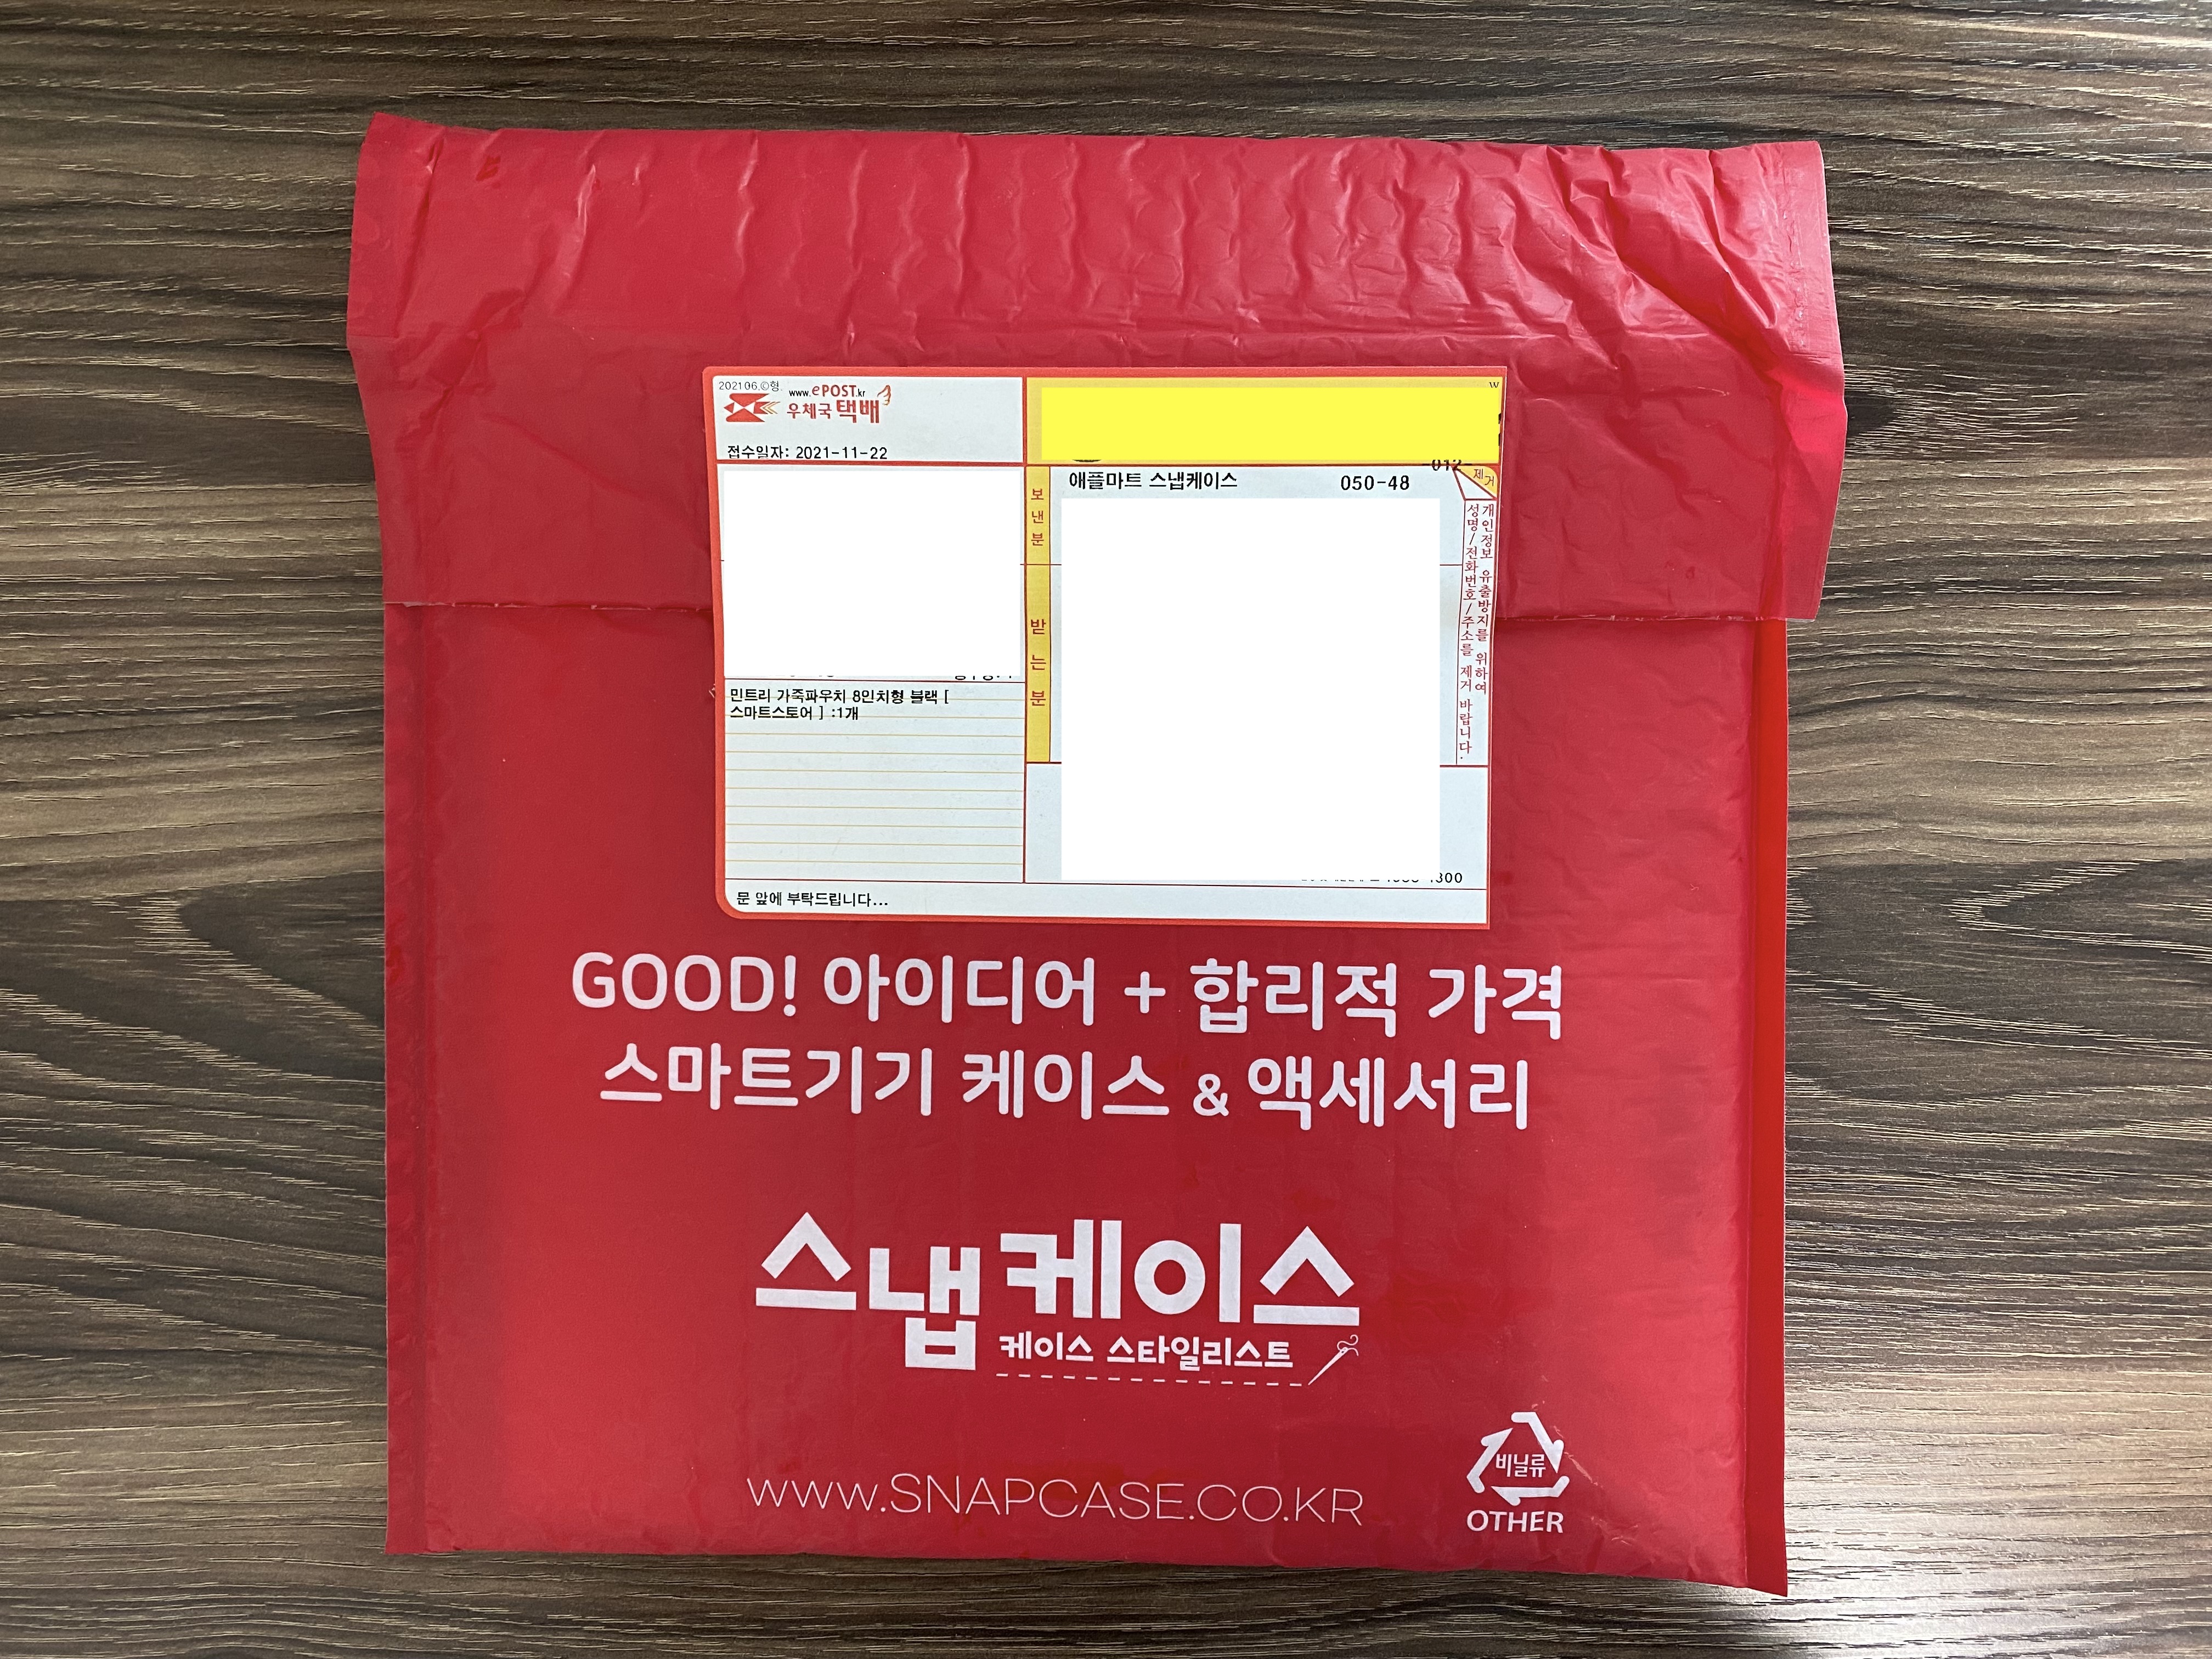 202106.ⓒ형.
www.ePOST.kr
우체국 택배
접수일자: 2021-11-22
W
-012-
보낸분
애플마트 스냅케이스 050-48
제거
받는분
개인정보 유출방지를 위하여
성명/전화번호/주소를 제거 바랍니다.
민트리 가죽파우치 8인치형 블랙 [
스마트스토어 ] :1개
문 앞에 부탁드립니다...
GOOD! 아이디어 + 합리적 가격
스마트기기 케이스 & 액세서리
스냅케이스
케이스 스타일리스트
www.SNAPCASE.CO.KR
비닐류
OTHER